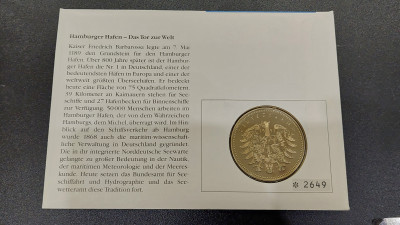 Hamburger Hafen – Das Tor zur Welt
Kaiser Friedrich Barbarossa legte am 7. Mai
1189 den Grundstein für den Hamburger
Hafen. Über 800 Jahre später ist der Hambur-
ger Hafen die Nr. 1 in Deutschland, einer der
bedeutendsten Häfen in Europa und einer der
weltweit größten Überseehäfen. Er bedeckt
heute eine Fläche von 75 Quadratkilometern.
39 Kilometer an Kaimauern stehen für See-
schiffe und 27 Hafenbecken für Binnenschiffe
zur Verfügung. 50 000 Menschen arbeiten im
Hamburger Hafen, der von dem Wahrzeichen
Hamburgs, dem Michel, überragt wird. Im Hin-
blick auf den Schiffsverkehr ab Hamburg
wurde 1868 auch die maritim-wissenschaft-
liche Verwaltung in Deutschland gegründet.
Die in ihr integrierte Norddeutsche Seewarte
gelangte zu großer Bedeutung in der Nautik,
der maritimen Meteorologie und der Meeres-
kunde. Heute setzen das Bundesamt für See-
schiffahrt und Hydrographie und das See-
wetteramt diese Tradition fort.
2649